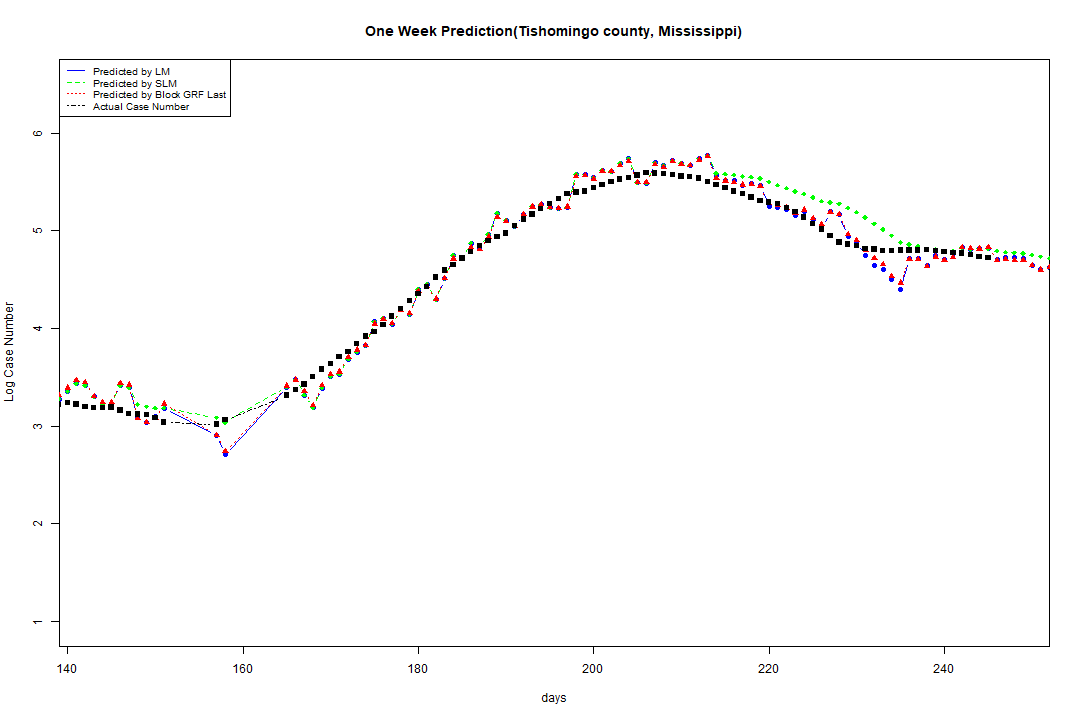 One Week Prediction(Tishomingo county, Mississippi)
Predicted by LM
Predicted by SLM
Predicted by Block GRF Last
Actual Case Number
6
5
4
3
2
1
Log Case Number
140 160 180 200 220 240
days